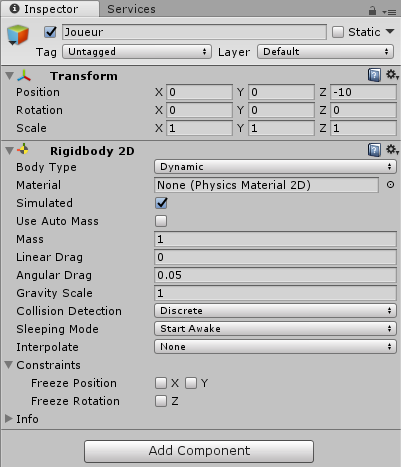 Inspector Services
Joueur Static
Tag Untagged Layer Default
Transform
Position X 0 Y 0 Z -10
Rotation X 0 Y 0 Z 0
Scale X 1 Y 1 Z 1
Rigidbody 2D
Body Type Dynamic
Material None (Physics Material 2D)
Simulated
Use Auto Mass
Mass 1
Linear Drag 0
Angular Drag 0.05
Gravity Scale 1
Collision Detection Discrete
Sleeping Mode Start Awake
Interpolate None
Constraints
Freeze Position X Y
Freeze Rotation Z
Info
Add Component